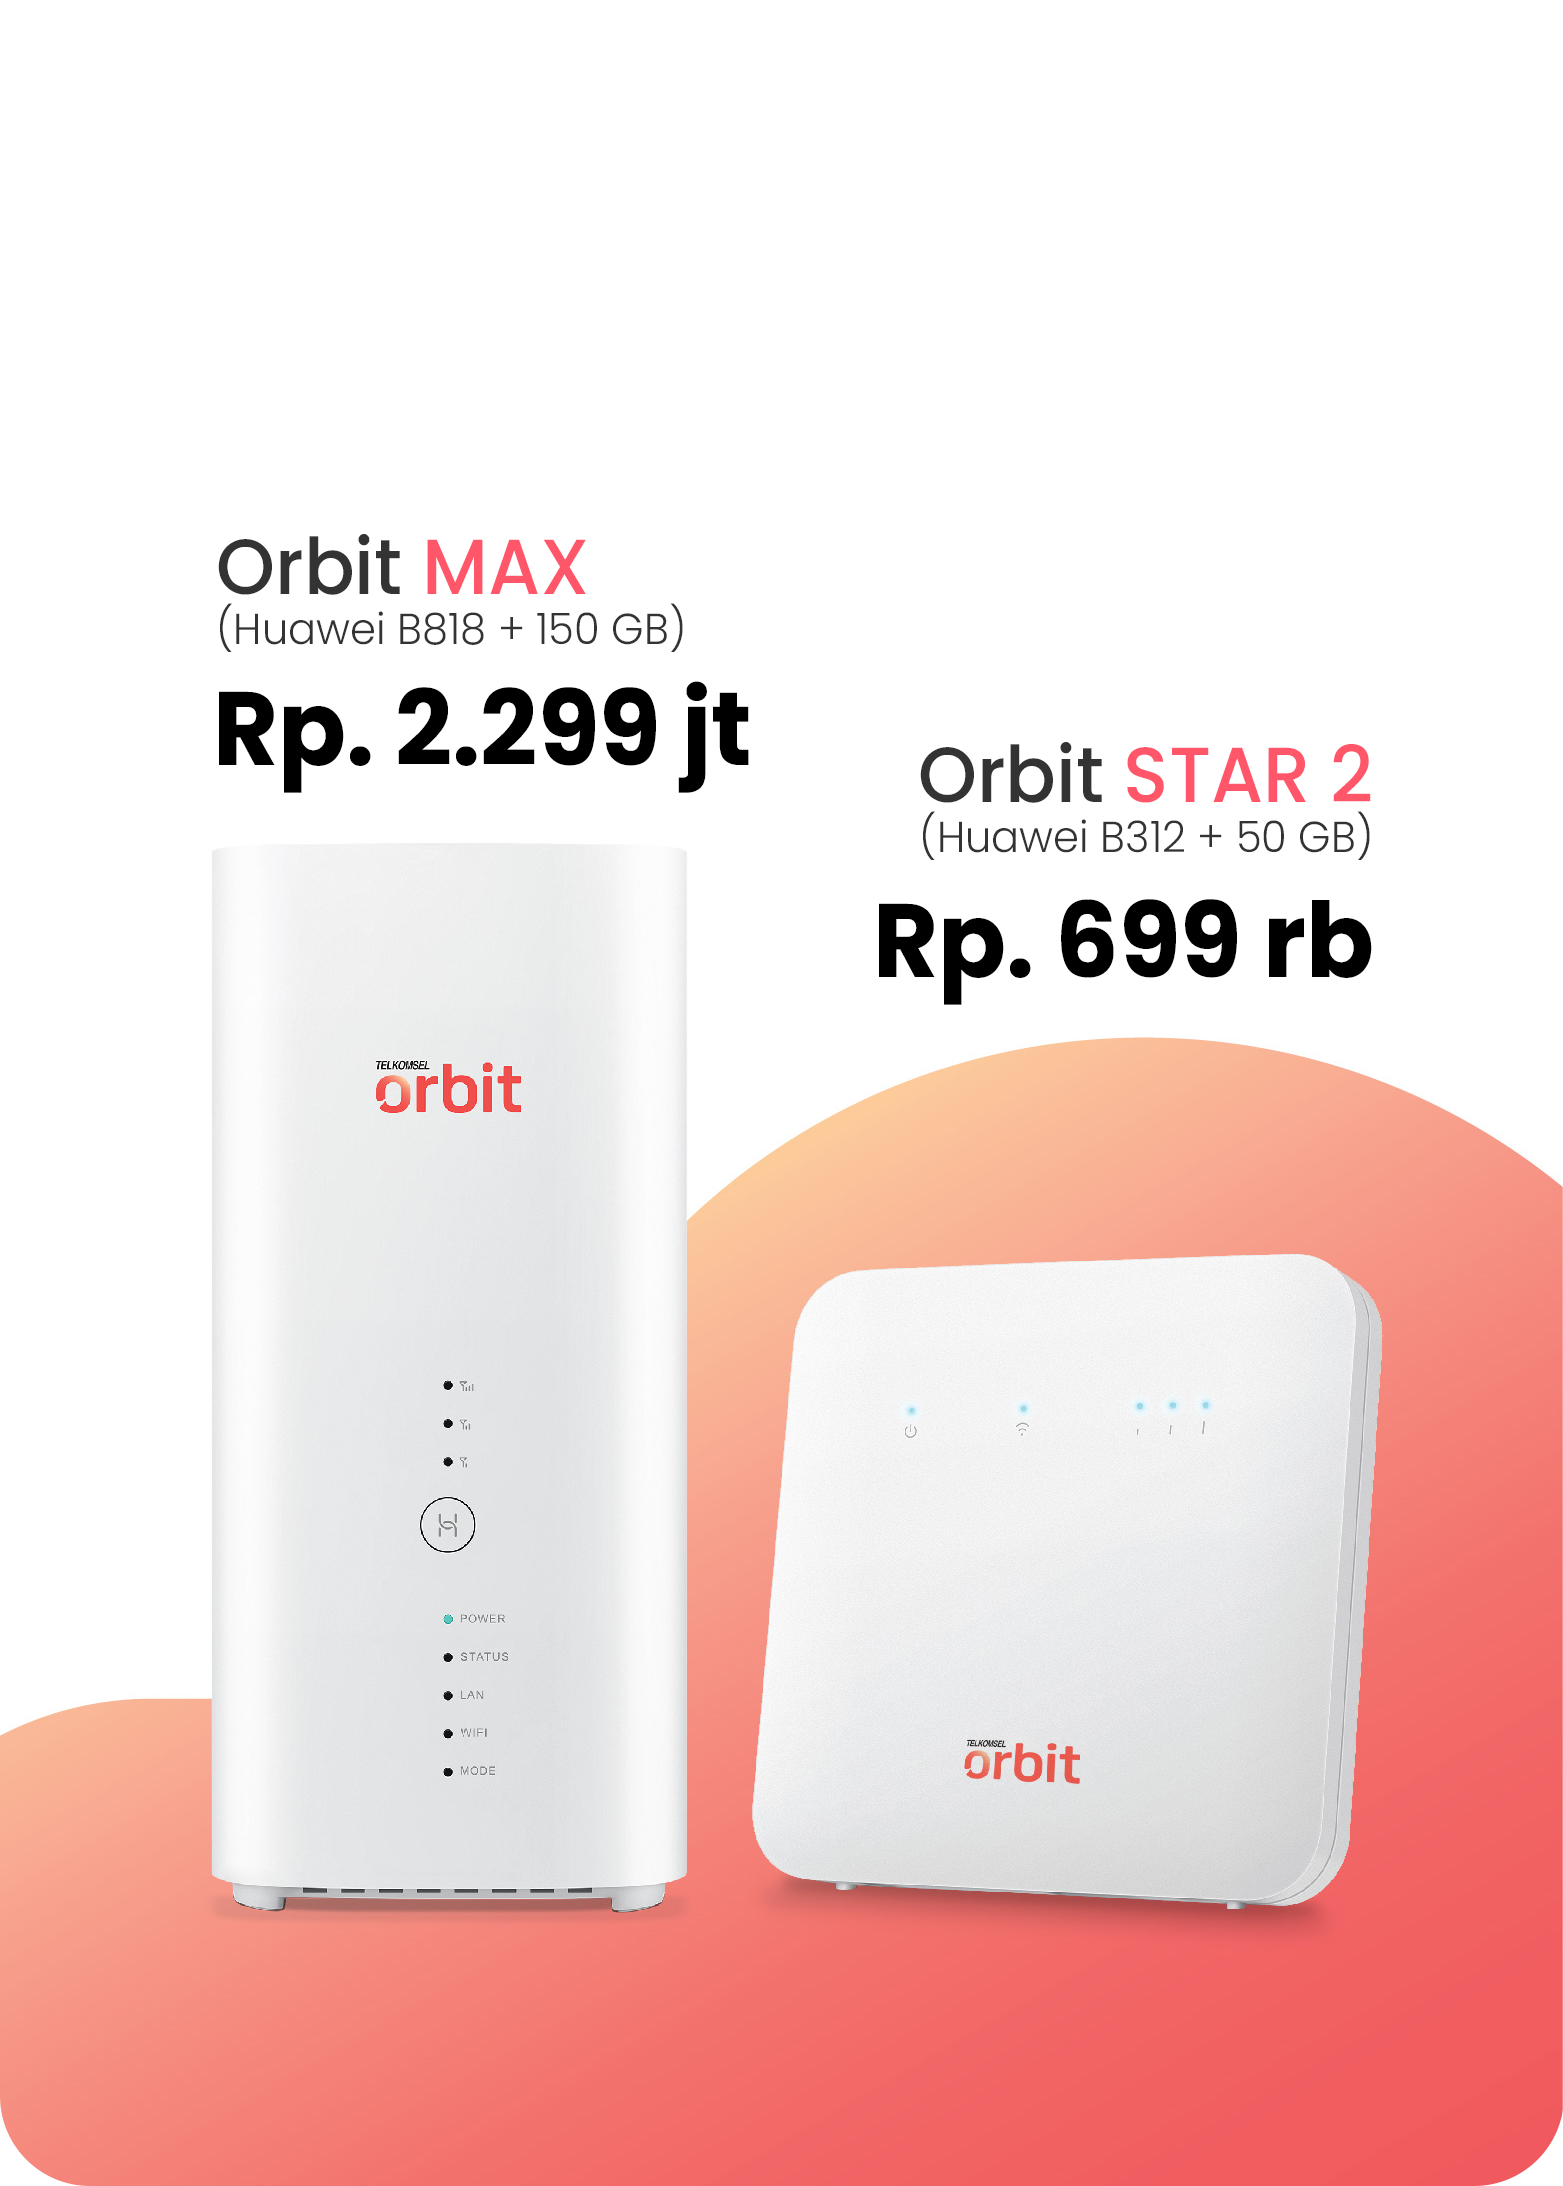 Orbit MAX
(Huawei B818 + 150 GB)
Rp. 2.299 jt
Orbit STAR 2
(Huawei B312 + 50 GB)
Rp. 699 rb
TELKOMSEL
orbit
POWER
STATUS
LAN
WIFI
MODE
TELKOMSEL
orbit